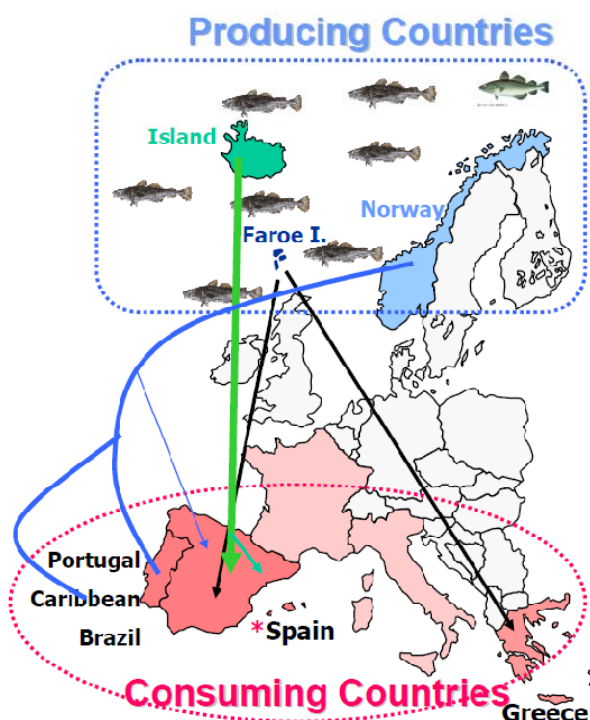 Producing Countries
Island
Norway
Faroe I.
Portugal
Caribbean
Brazil
*Spain
Consuming Countries
Greece